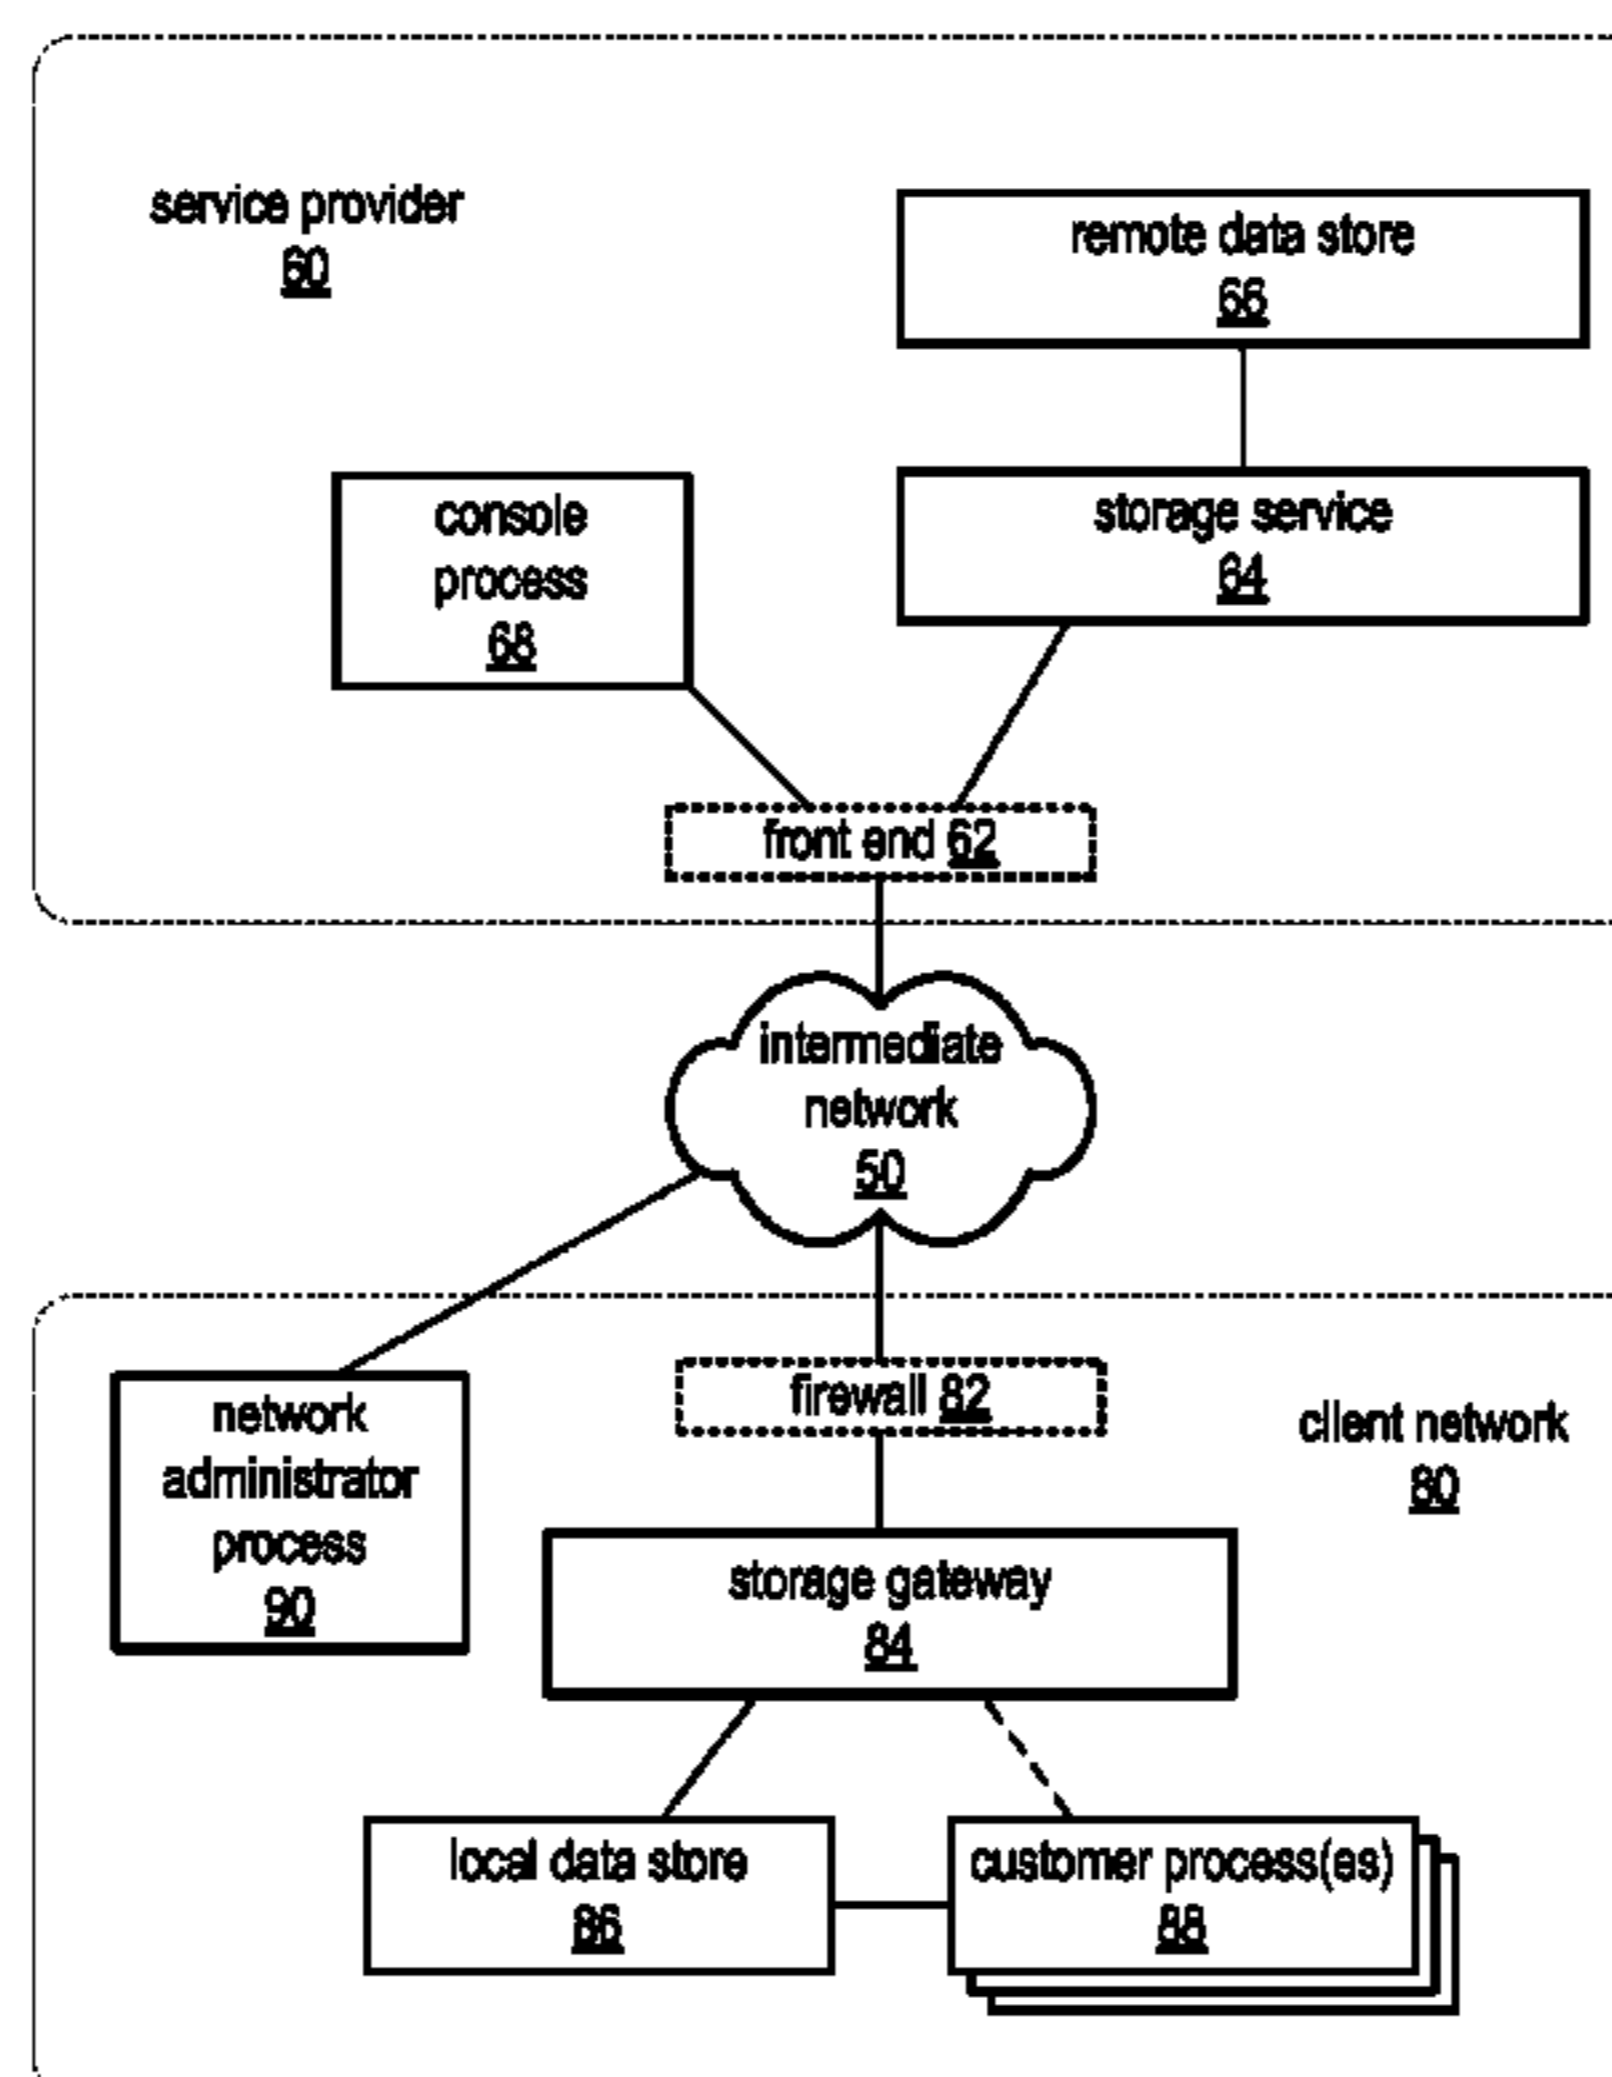 service provider
60
remote data store
66
console
process
68
storage service
64
front end 62
intermediate
network
50
network
administrator
process
90
firewall 82
client network
80
storage gateway
84
local data store
86
customer process(es)
88